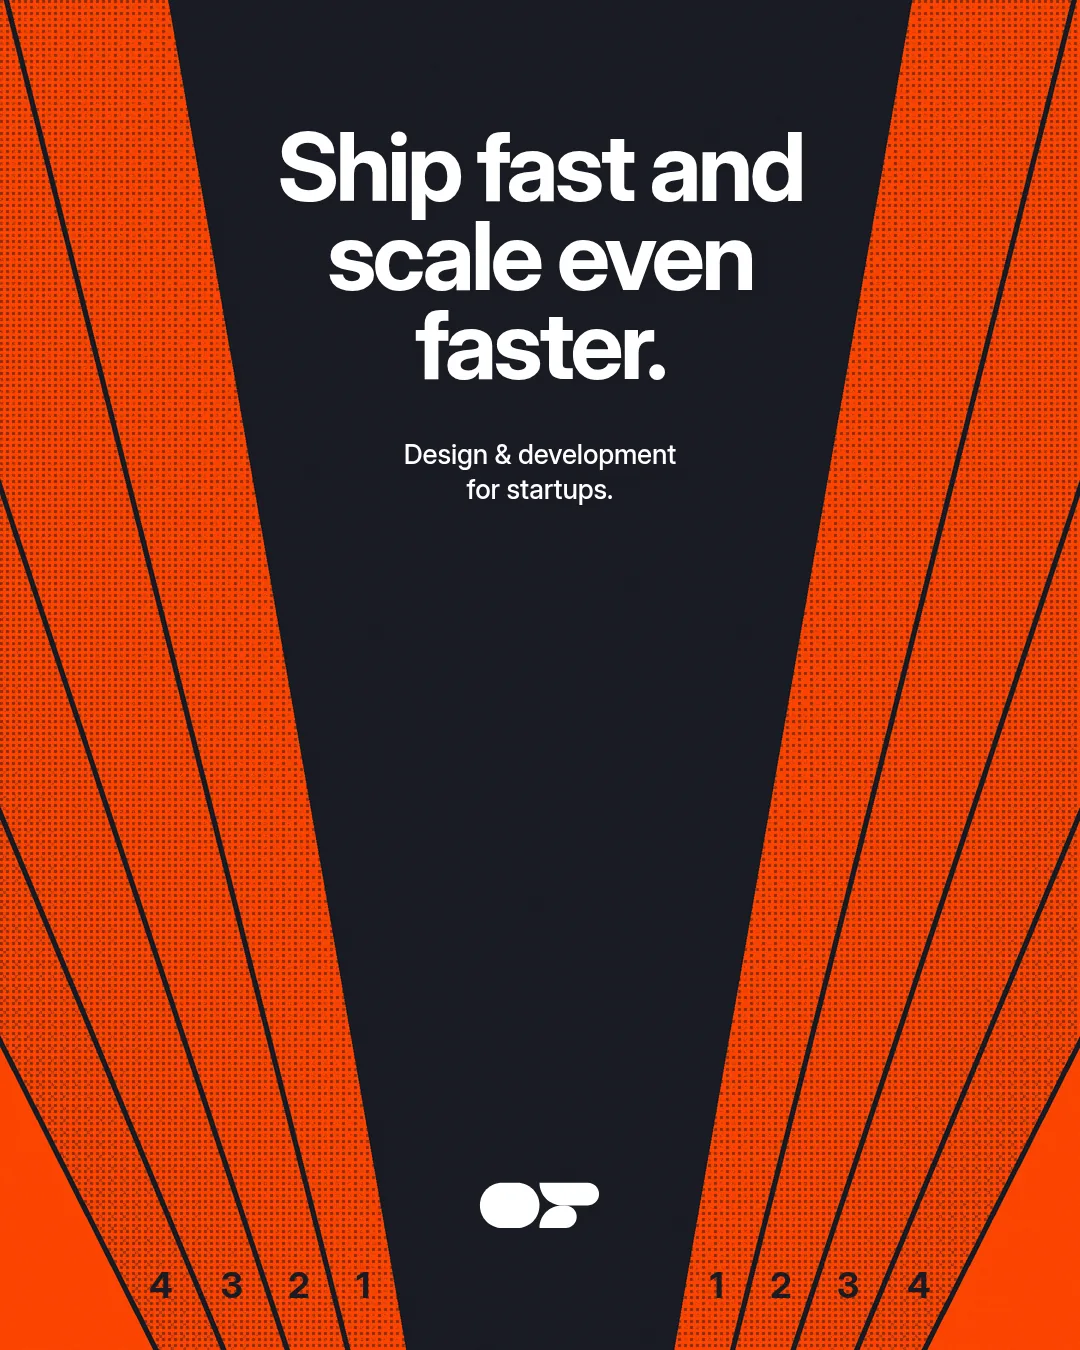 Ship fast and
scale even
faster.
Design & development
for startups.
4 3 2 1 1 2 3 4